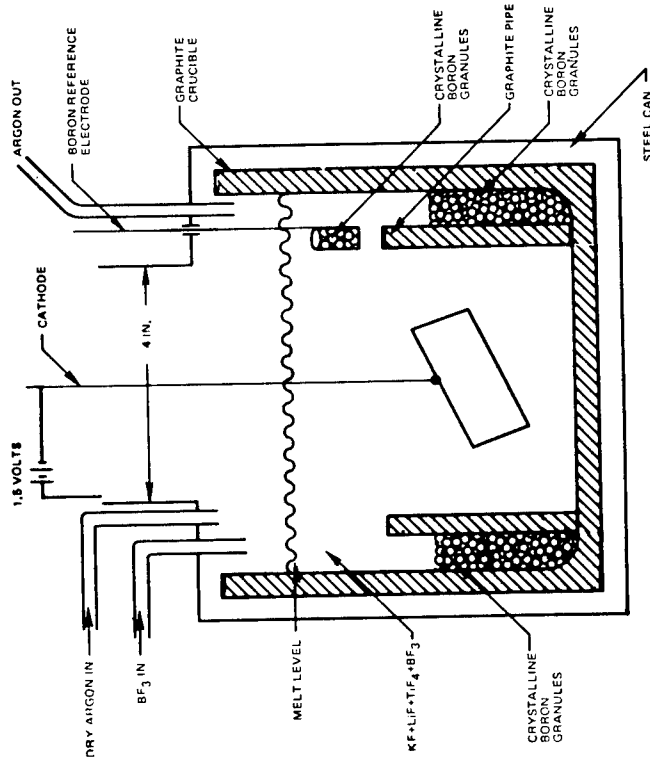 1.5 VOLTS
CATHODE
ARGON OUT
BORON REFERENCE
ELECTRODE
GRAPHITE
CRUCIBLE
4 IN.
DRY ARGON IN
BF₃ IN
MELT LEVEL
KF+LiF+TiF₄+BF₃
CRYSTALLINE
BORON
GRANULES
CRYSTALLINE
BORON
GRANULES
GRAPHITE PIPE
CRYSTALLINE
BORON
GRANULES
STEEL CAN